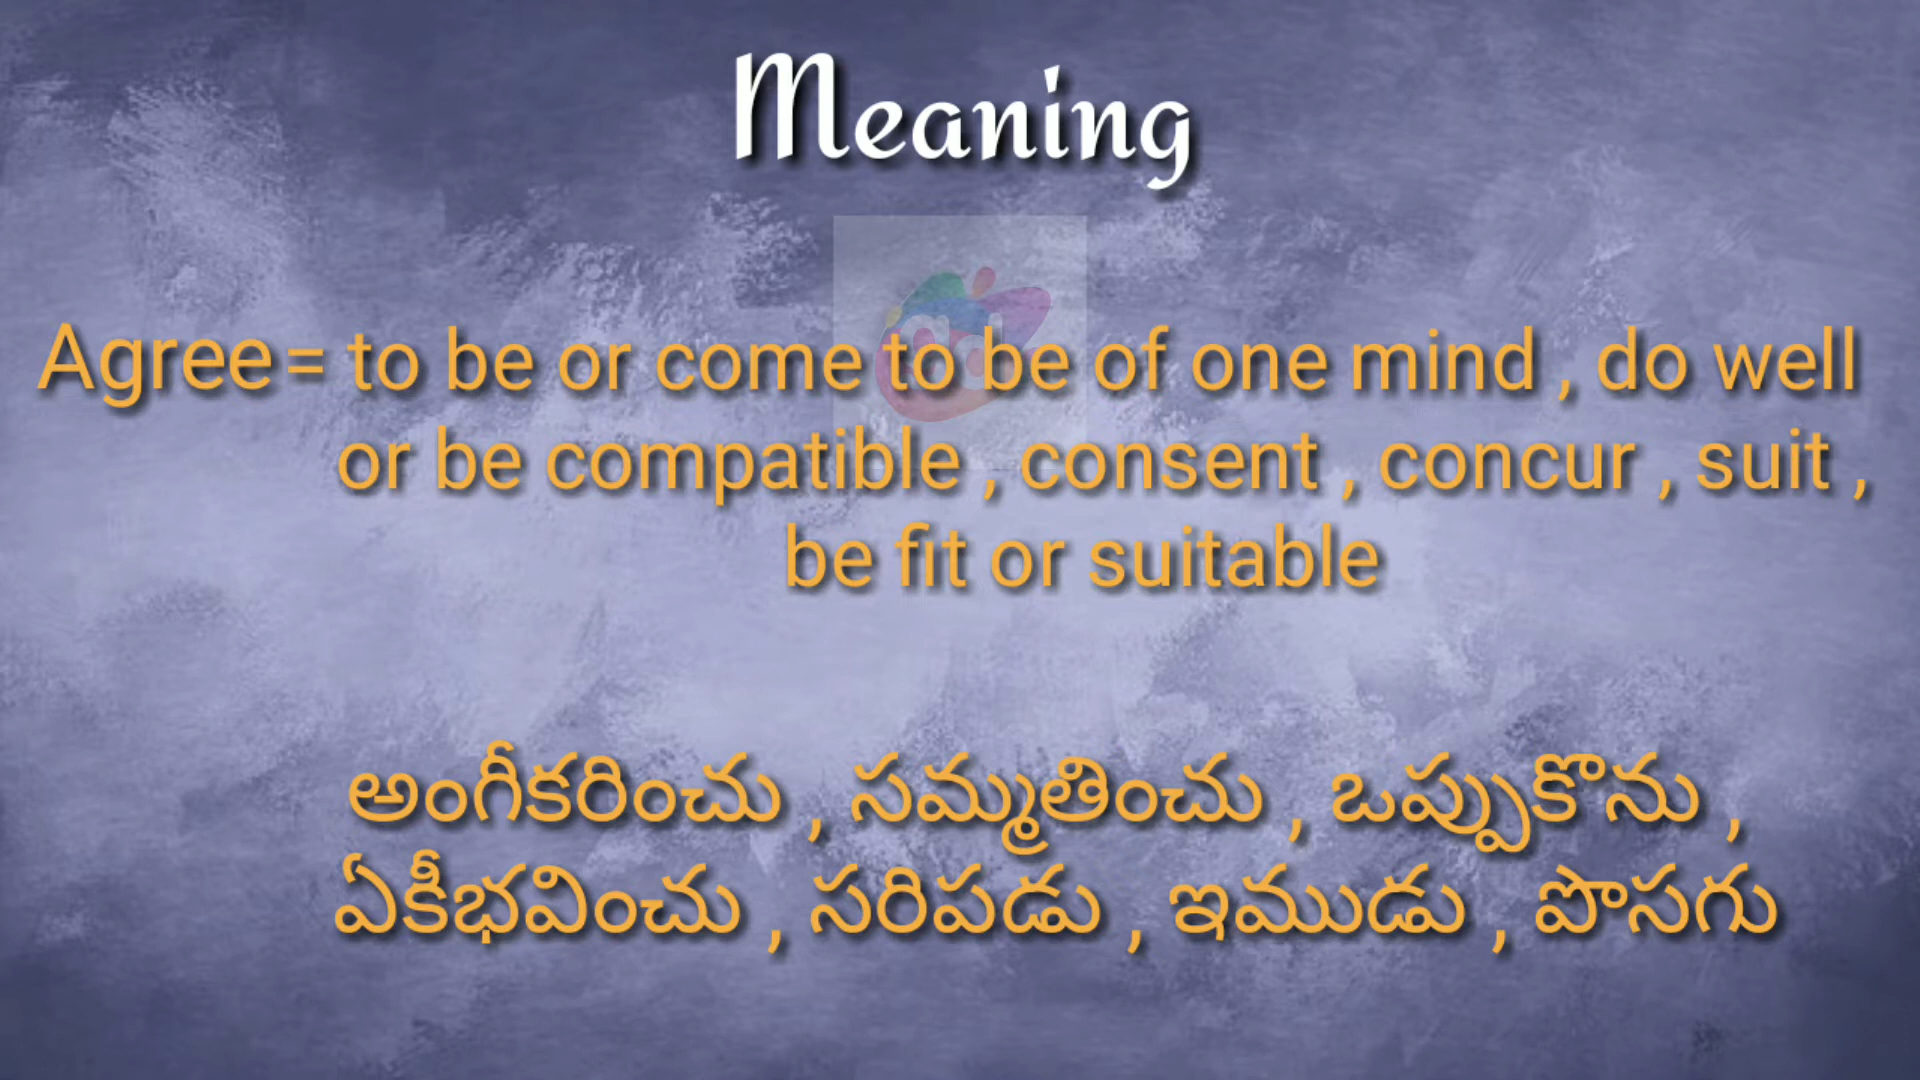 Meaning
Agree = to be or come to be of one mind , do well
or be compatible , consent , concur , suit ,
be fit or suitable
అంగీకరించు , సమ్మతించు , ఒప్పుకొను ,
ఏకీభవించు , సరిపడు , ఇముడు , పొసగు